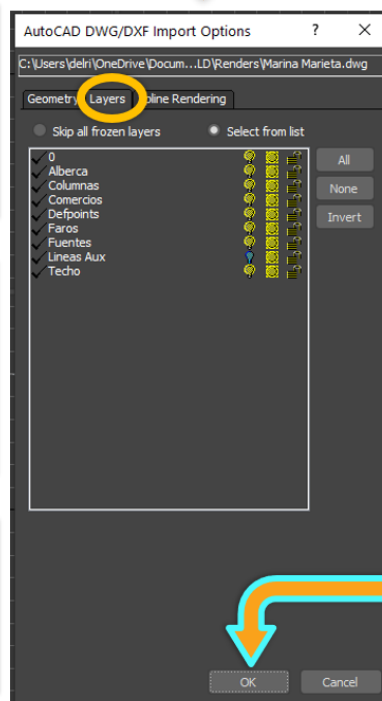 AutoCAD DWG/DXF Import Options ? X
C:\Users\delri\OneDrive\Docum...LD\Renders\Marina Marieta.dwg
Geometry Layers pline Rendering
Skip all frozen layers Select from list
0
Alberca
Columnas
Comercios
Defpoints
Faros
Fuentes
Lineas Aux
Techo
All
None
Invert
OK Cancel